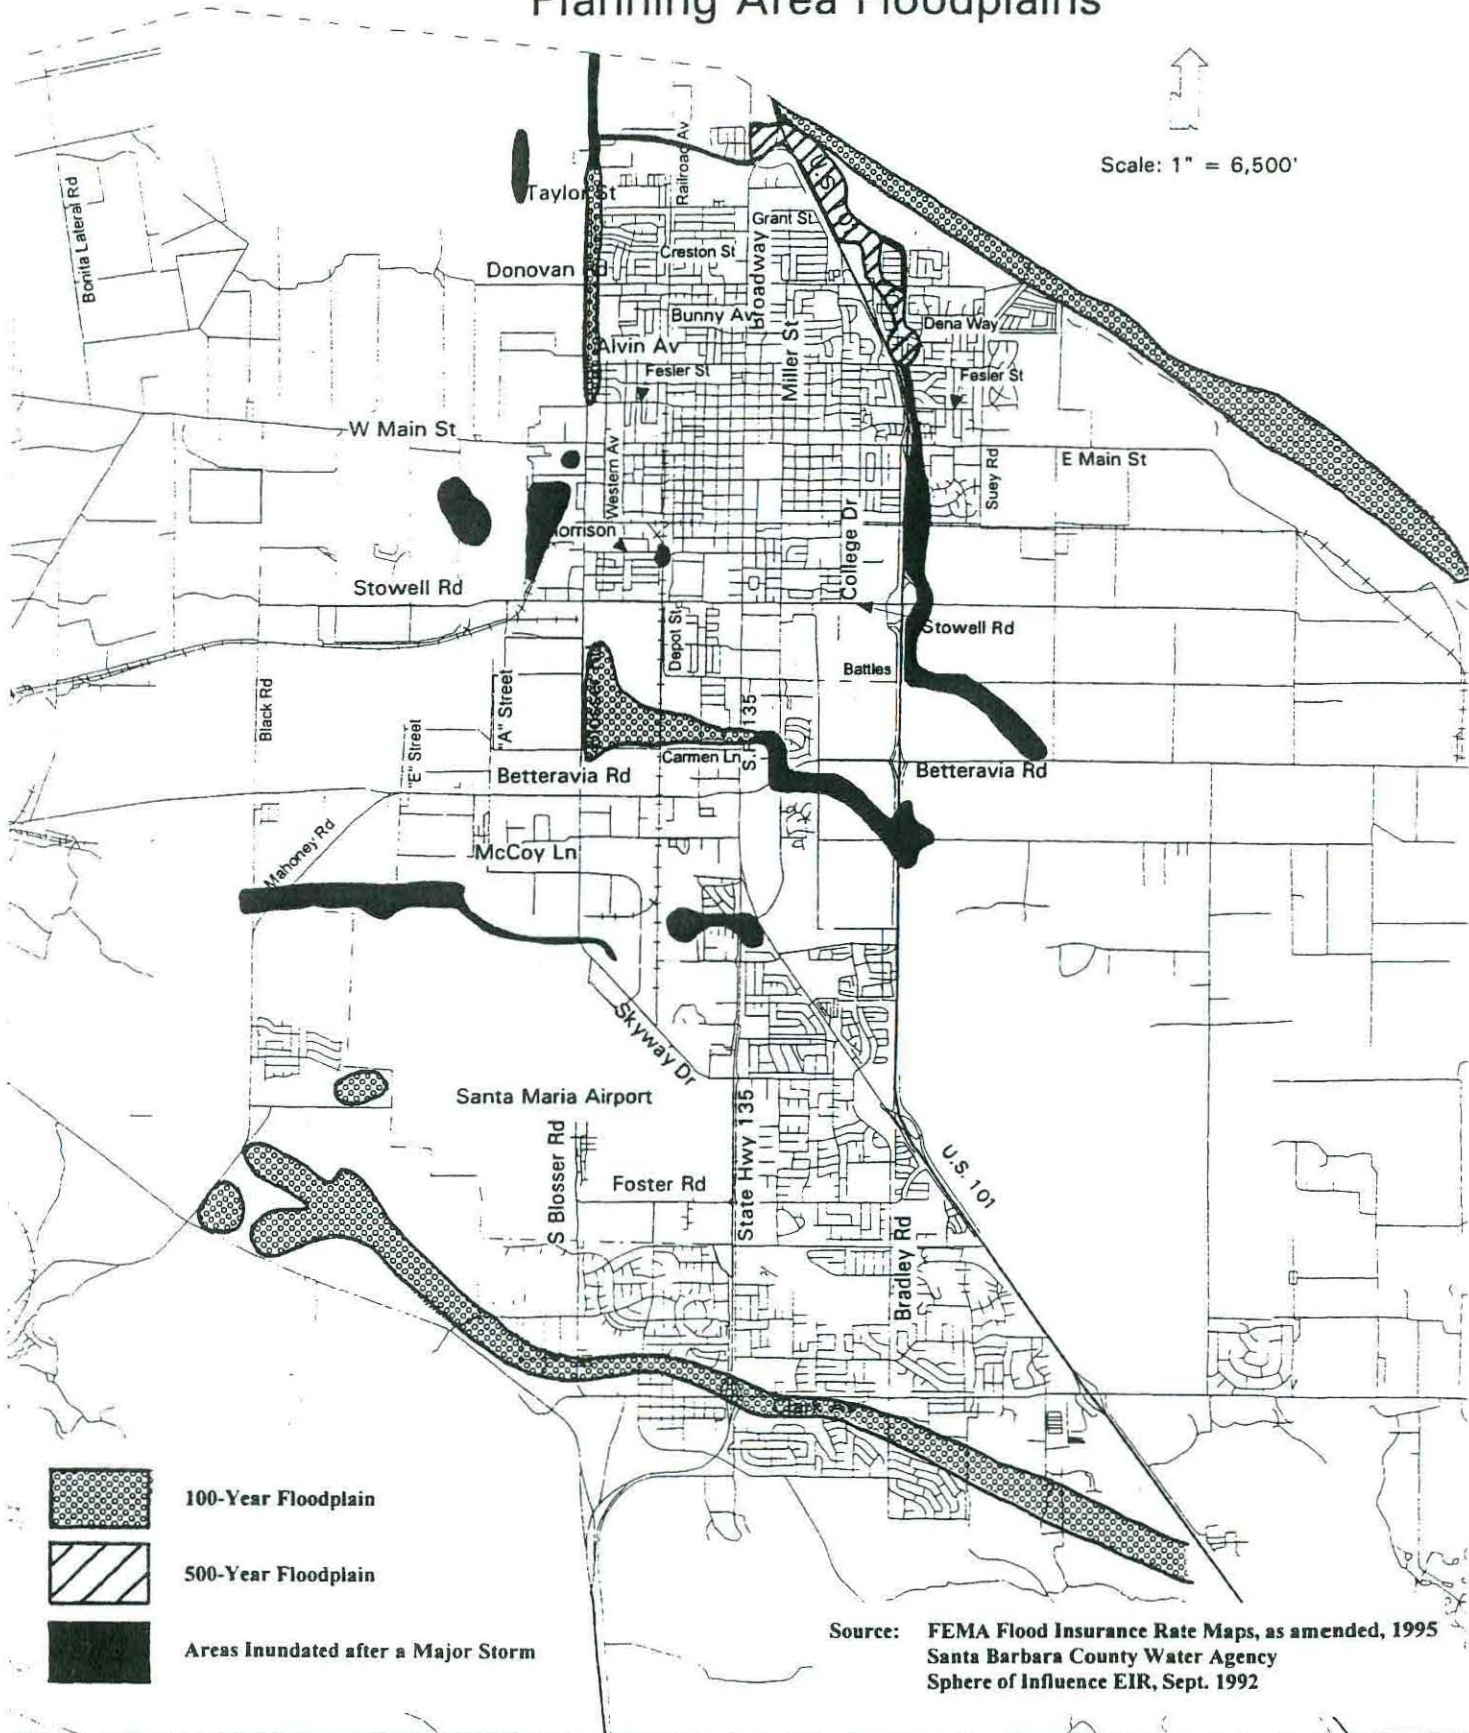 Planning Area Floodplains
Scale: 1" = 6,500'
Bonita Lateral Rd
Taylor St
Railroad Av
U.S.
Grant St
Creston St
Broadway
Donovan Rd
Bunny Av
Dena Way
Alvin Av
Miller St
Fesler St
Fesler St
W Main St
Western Av
E Main St
Suey Rd
Morrison
College Dr
Stowell Rd
Stowell Rd
Depot St
Battles
Black Rd
"A" Street
"E" Street
S.R. 135
Carmen Ln
Betteravia Rd
Betteravia Rd
Mahoney Rd
McCoy Ln
Skyway Dr
Santa Maria Airport
S Blosser Rd
State Hwy 135
Foster Rd
U.S. 101
Bradley Rd
100-Year Floodplain
500-Year Floodplain
Areas Inundated after a Major Storm
Source: FEMA Flood Insurance Rate Maps, as amended, 1995
Santa Barbara County Water Agency
Sphere of Influence EIR, Sept. 1992